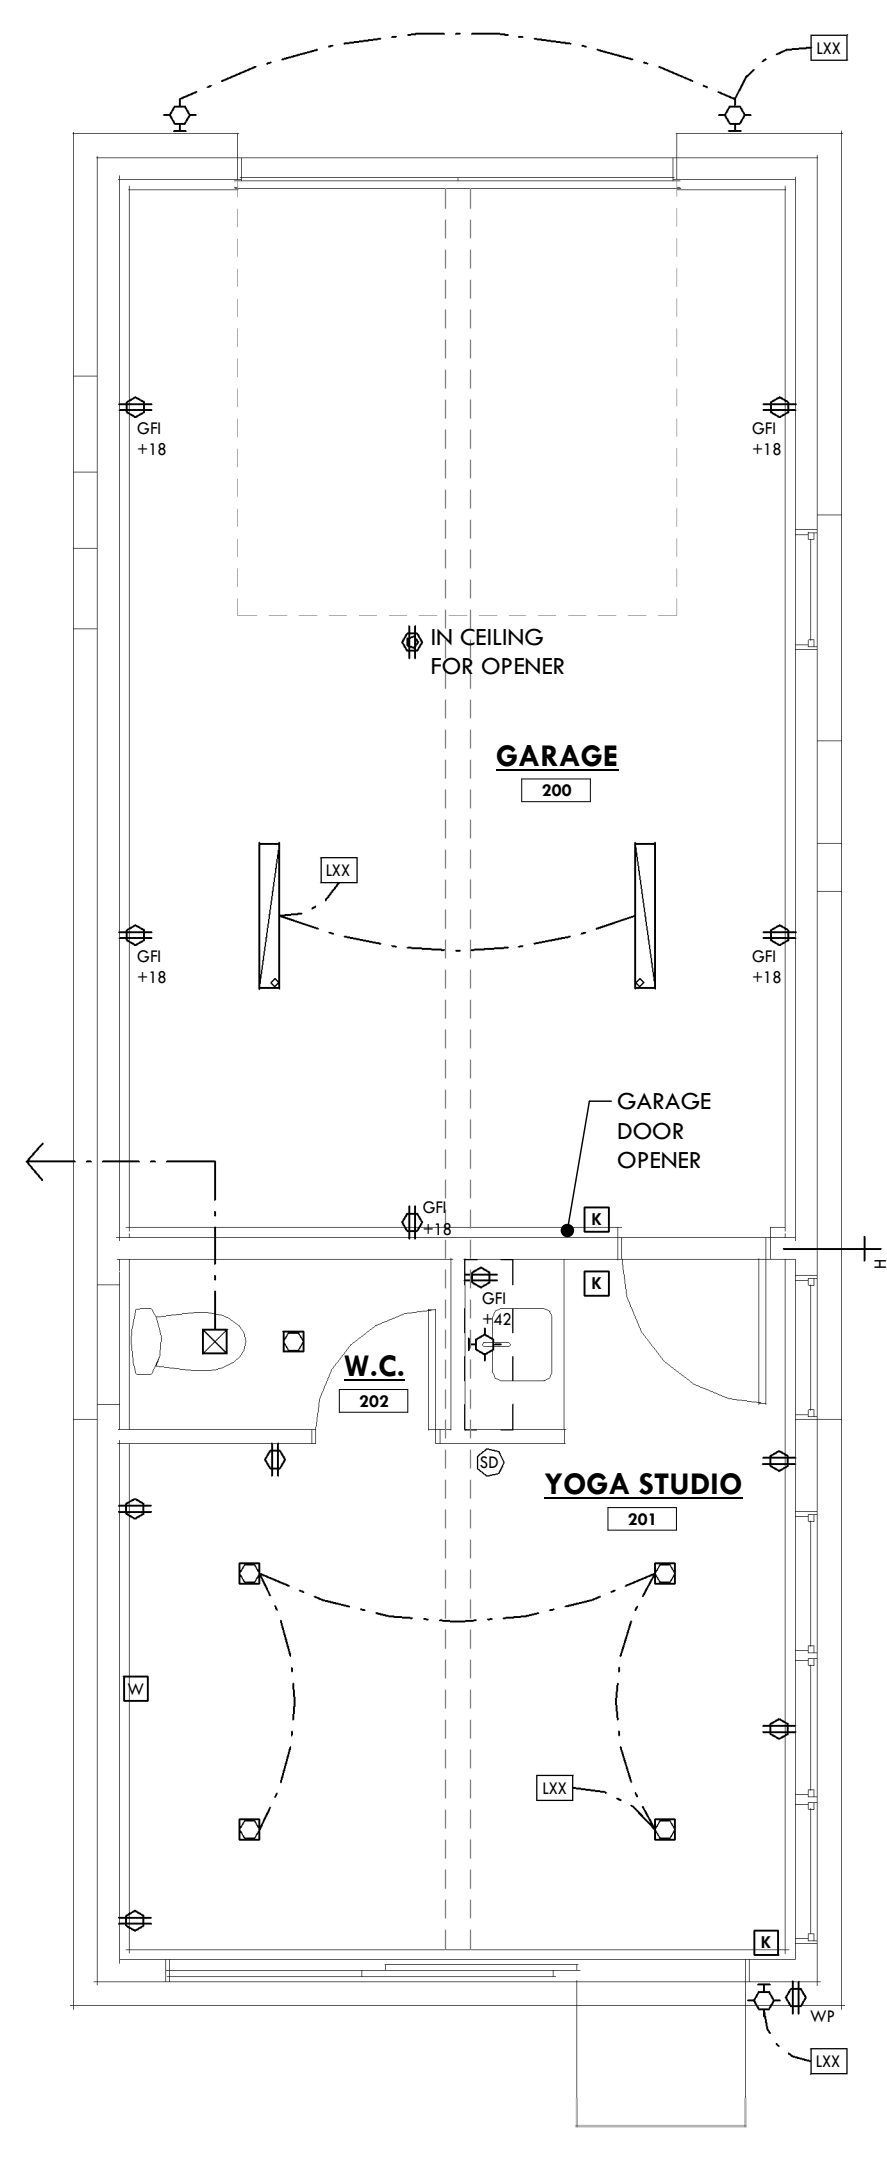 LXX
GFI
+18
GFI
+18
IN CEILING
FOR OPENER
GARAGE
200
LXX
GFI
+18
GFI
+18
GARAGE
DOOR
OPENER
GFI
+18
K
H
K
GFI
+42
W.C.
202
SD
YOGA STUDIO
201
W
LXX
K
WP
LXX